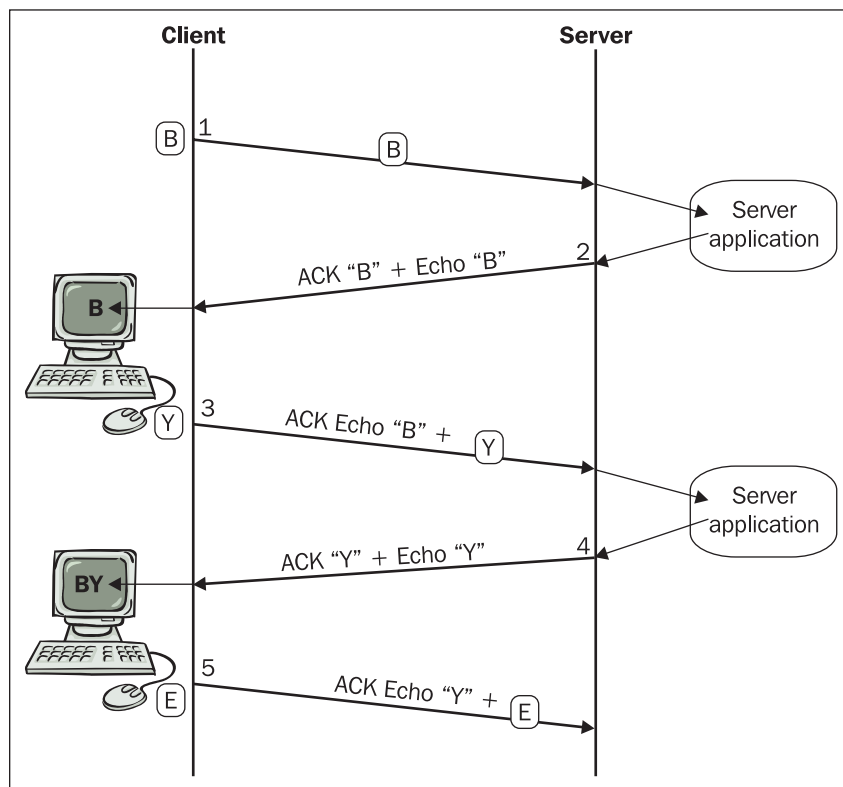 Client
Server
1
B
B
Server
application
2
ACK “B” + Echo “B”
B
3
Y
ACK Echo “B” +
Y
Server
application
4
ACK “Y” + Echo “Y”
BY
5
E
ACK Echo “Y” +
E